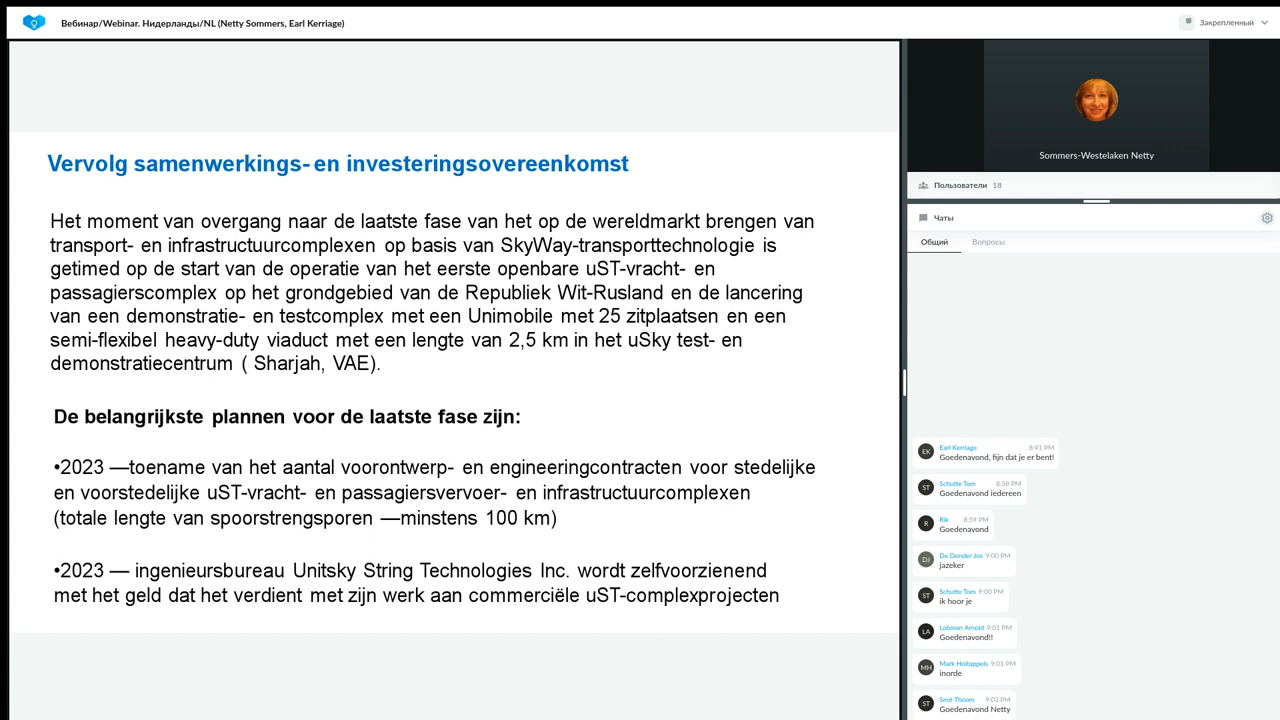 Вебинар/Webinar. Нидерланды/NL (Netty Sommers, Earl Kerriage)
Закрепленный
Vervolg samenwerkings- en investeringsovereenkomst
Het moment van overgang naar de laatste fase van het op de wereldmarkt brengen van
transport- en infrastructuurcomplexen op basis van SkyWay-transporttechnologie is
getimed op de start van de operatie van het eerste openbare uST-vracht- en
passagierscomplex op het grondgebied van de Republiek Wit-Rusland en de lancering
van een demonstratie- en testcomplex met een Unimobile met 25 zitplaatsen en een
semi-flexibel heavy-duty viaduct met een lengte van 2,5 km in het uSky test- en
demonstratiecentrum ( Sharjah, VAE).
De belangrijkste plannen voor de laatste fase zijn:
•2023 —toename van het aantal voorontwerp- en engineeringcontracten voor stedelijke
en voorstedelijke uST-vracht- en passagiersvervoer- en infrastructuurcomplexen
(totale lengte van spoorstrengsporen —minstens 100 km)
•2023 — ingenieursbureau Unitsky String Technologies Inc. wordt zelfvoorzienend
met het geld dat het verdient met zijn werk aan commerciële uST-complexprojecten
Sommers-Westelaken Netty
Пользователи 18
Чаты
Общий Вопросы
EK Earl Kerriage 8:41 PM
Goedenavond, fijn dat je er bent!
ST Schutte Tom 8:58 PM
Goedenavond iedereen
R Rik 8:59 PM
Goedenavond
DJ De Donder Jos 9:00 PM
jazeker
ST Schutte Tom 9:00 PM
ik hoor je
LA Lobman Arnold 9:01 PM
Goedenavond!!
MH Mark Holtappels 9:01 PM
inorde
ST Smit Thoom 9:03 PM
Goedenavond Netty